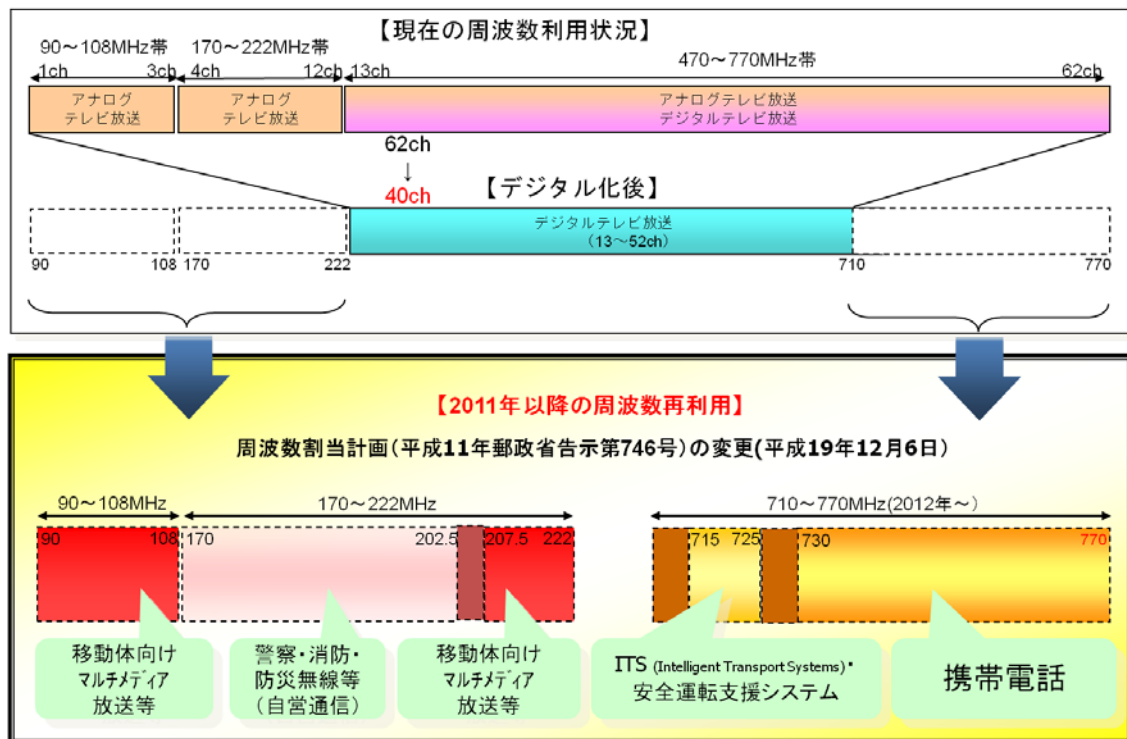 【現在の周波数利用状況】
90～108MHz帯
170～222MHz帯
470～770MHz帯
1ch
3ch
4ch
12ch
13ch
62ch
アナログ
テレビ放送
アナログ
テレビ放送
アナログテレビ放送
デジタルテレビ放送
62ch
↓
40ch
【デジタル化後】
デジタルテレビ放送
（13～52ch）
90
108
170
222
710
770
【2011年以降の周波数再利用】
周波数割当計画（平成11年郵政省告示第746号）の変更(平成19年12月6日）
90～108MHz
170～222MHz
710～770MHz(2012年～)
90
108
170
202.5
207.5
222
715
725
730
770
移動体向け
マルチメディア
放送等
警察・消防・
防災無線等
（自営通信）
移動体向け
マルチメディア
放送等
ITS (Intelligent Transport Systems)・
安全運転支援システム
携帯電話